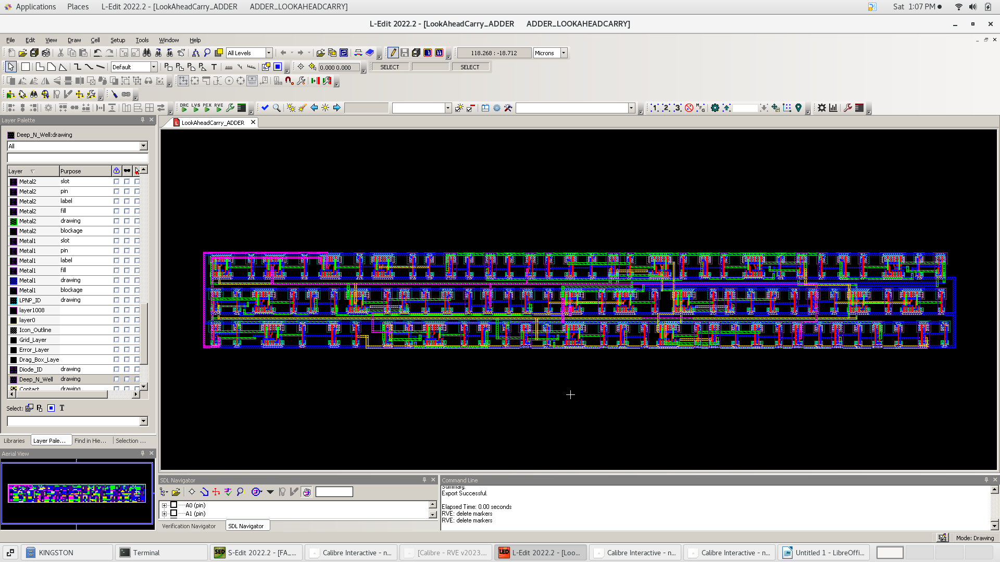 Applications Places L-Edit 2022.2 - [LookAheadCarry_ADDER ADDER_LOOKAHEADCARRY] Sat 1:07 PM
L-Edit 2022.2 - [LookAheadCarry_ADDER ADDER_LOOKAHEADCARRY]
File Edit View Draw Cell Setup Tools Window Help
All Levels 118.268 : -18.712 Microns
Default T 0.000 0.000 SELECT SELECT
TEXT MBB
DRC LVS PEX RVE 1 2 3 MFG
Layer Palette
LookAheadCarry_ADDER
Deep_N_Well:drawing
All
Layer Purpose
Metal2 slot
Metal2 pin
Metal2 label
Metal2 fill
Metal2 drawing
Metal2 blockage
Metal1 slot
Metal1 pin
Metal1 label
Metal1 fill
Metal1 drawing
Metal1 blockage
LPNP_ID drawing
layer1008
layer0
Icon_Outline
Grid_Layer
Error_Layer
Drag_Box_Laye
Diode_ID drawing
Deep_N_Well drawing
Contact drawing
Select: T
Libraries Layer Pale... Find in Hie... Selection ...
Aerial View
SDL Navigator
A0 (pin)
A1 (pin)
Verification Navigator SDL Navigator
Command Line
Summary.
Export Successful.
Elapsed Time: 0.00 seconds
RVE: delete markers
RVE: delete markers
Mode: Drawing
KINGSTON Terminal S-Edit 2022.2 - [FA_... Calibre Interactive - n... [Calibre - RVE v2023.... L-Edit 2022.2 - [Loo... Calibre Interactive - n... Calibre Interactive - n... Untitled 1 - LibreOffi...